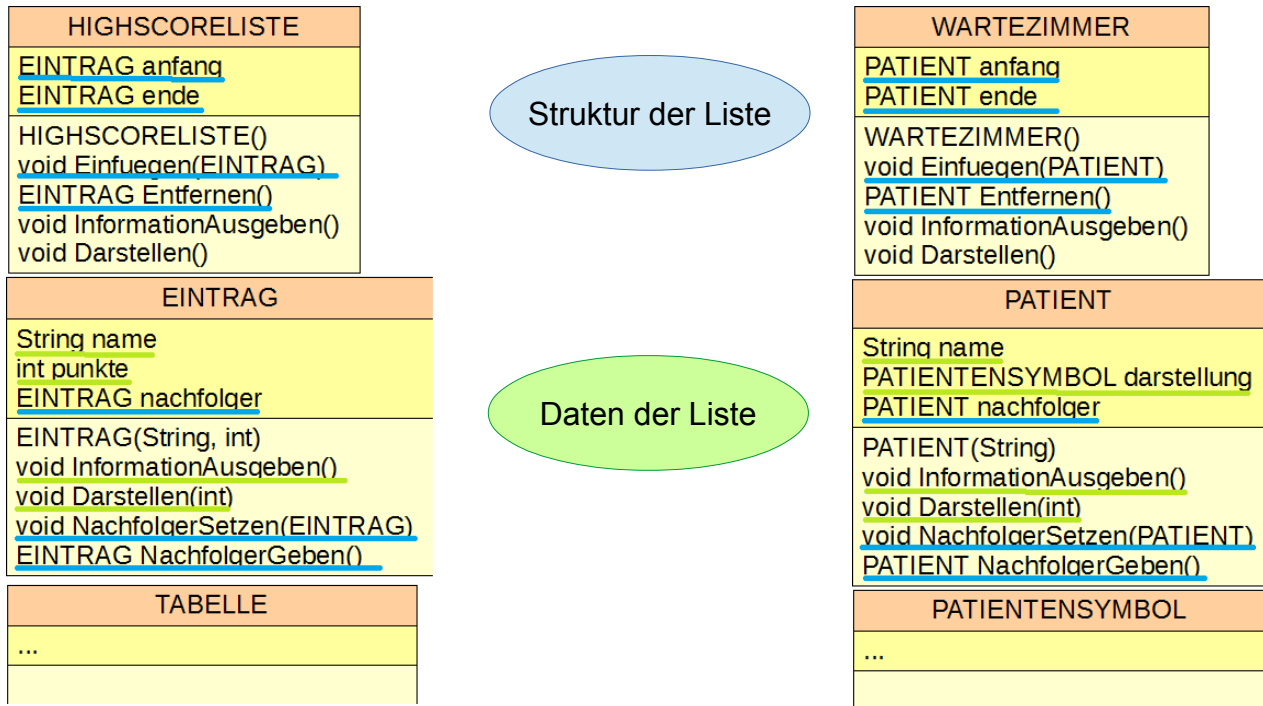 HIGHSCORELISTE
EINTRAG anfang
EINTRAG ende
HIGHSCORELISTE()
void Einfuegen(EINTRAG)
EINTRAG Entfernen()
void InformationAusgeben()
void Darstellen()
EINTRAG
String name
int punkte
EINTRAG nachfolger
EINTRAG(String, int)
void InformationAusgeben()
void Darstellen(int)
void NachfolgerSetzen(EINTRAG)
EINTRAG NachfolgerGeben()
TABELLE
...
Struktur der Liste
Daten der Liste
WARTEZIMMER
PATIENT anfang
PATIENT ende
WARTEZIMMER()
void Einfuegen(PATIENT)
PATIENT Entfernen()
void InformationAusgeben()
void Darstellen()
PATIENT
String name
PATIENTENSYMBOL darstellung
PATIENT nachfolger
PATIENT(String)
void InformationAusgeben()
void Darstellen(int)
void NachfolgerSetzen(PATIENT)
PATIENT NachfolgerGeben()
PATIENTENSYMBOL
...